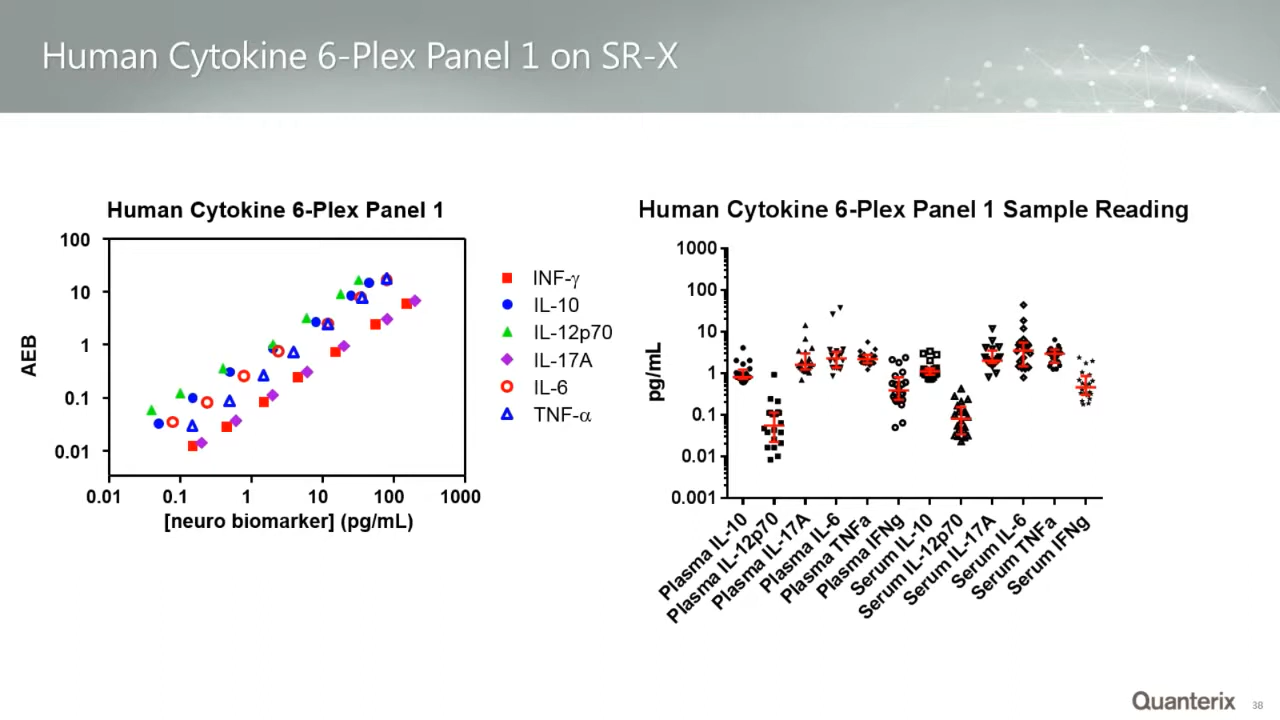 Human Cytokine 6-Plex Panel 1 on SR-X
Human Cytokine 6-Plex Panel 1
100
10
1
0.1
0.01
AEB
0.01 0.1 1 10 100 1000
[neuro biomarker] (pg/mL)
INF-γ
IL-10
IL-12p70
IL-17A
IL-6
TNF-α
Human Cytokine 6-Plex Panel 1 Sample Reading
1000
100
10
1
0.1
0.01
0.001
pg/mL
Plasma IL-10
Plasma IL-12p70
Plasma IL-17A
Plasma IL-6
Plasma TNFa
Plasma IFNg
Serum IL-10
Serum IL-12p70
Serum IL-17A
Serum IL-6
Serum TNFa
Serum IFNg
Quanterix
38